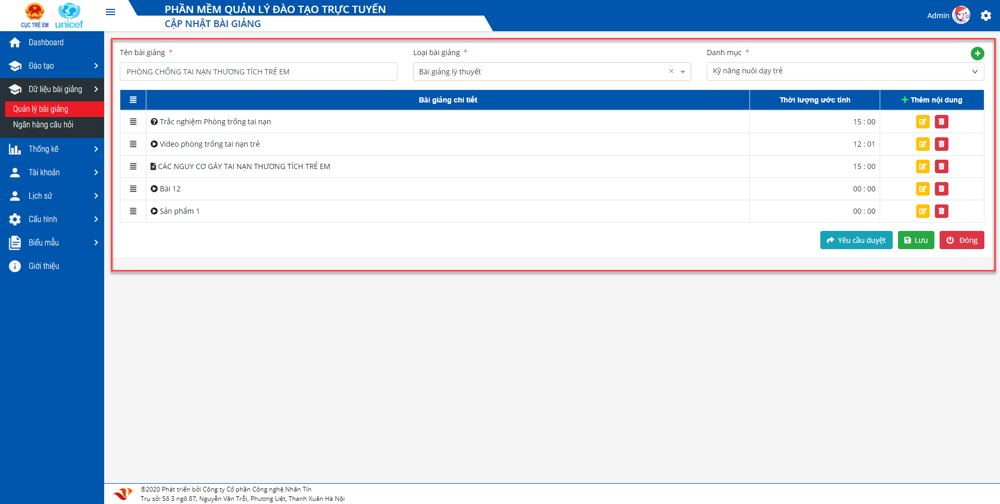 CỤC TRẺ EM
unicef
PHẦN MỀM QUẢN LÝ ĐÀO TẠO TRỰC TUYẾN
CẬP NHẬT BÀI GIẢNG
Admin
Dashboard
Đào tạo
Dữ liệu bài giảng
Quản lý bài giảng
Ngân hàng câu hỏi
Thống kê
Tài khoản
Lịch sử
Cấu hình
Biểu mẫu
Giới thiệu
Tên bài giảng *
Loại bài giảng *
Danh mục *
PHÒNG CHỐNG TAI NẠN THƯƠNG TÍCH TRẺ EM
Bài giảng lý thuyết
Kỹ năng nuôi dạy trẻ
Bài giảng chi tiết
Thời lượng ước tính
Thêm nội dung
Trắc nghiệm Phòng trống tai nạn
15 : 00
Video phòng trống tai nạn trẻ
12 : 01
CÁC NGUY CƠ GÂY TAI NẠN THƯƠNG TÍCH TRẺ EM
15 : 00
Bài 12
00 : 00
Sản phẩm 1
00 : 00
Yêu cầu duyệt
Lưu
Đóng
©2020 Phát triển bởi Công ty Cổ phần Công nghệ Nhân Tín
Trụ sở: Số 3 ngõ 87, Nguyễn Văn Trỗi, Phương Liệt, Thanh Xuân Hà Nội